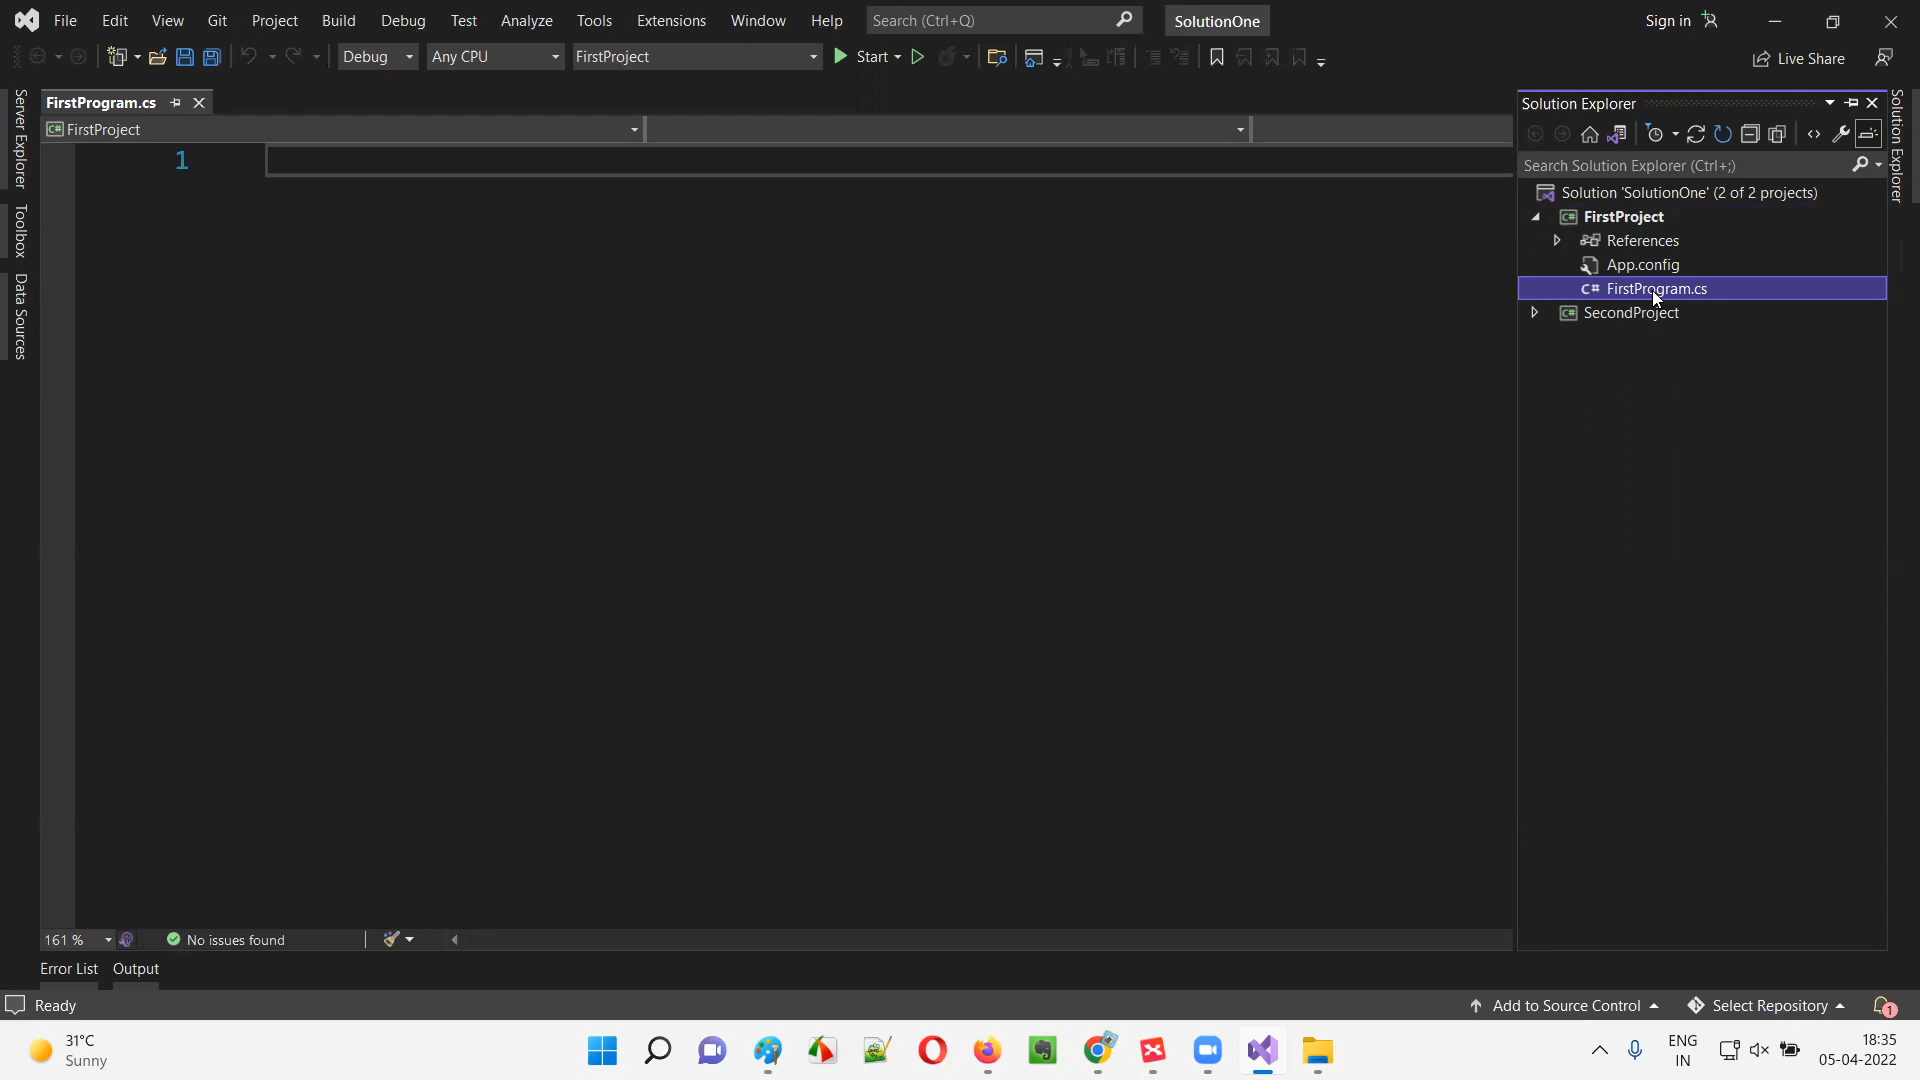 File Edit View Git Project Build Debug Test Analyze Tools Extensions Window Help Search (Ctrl+Q) SolutionOne Sign in
Debug Any CPU FirstProject Start Live Share
Server Explorer
Toolbox
Data Sources
FirstProgram.cs
C# FirstProject
1
Solution Explorer
Search Solution Explorer (Ctrl+;)
Solution 'SolutionOne' (2 of 2 projects)
C# FirstProject
References
App.config
C# FirstProgram.cs
C# SecondProject
Solution Explorer
161 % No issues found
Error List Output
Ready Add to Source Control Select Repository 1
31°C
Sunny
ENG
IN
18:35
05-04-2022